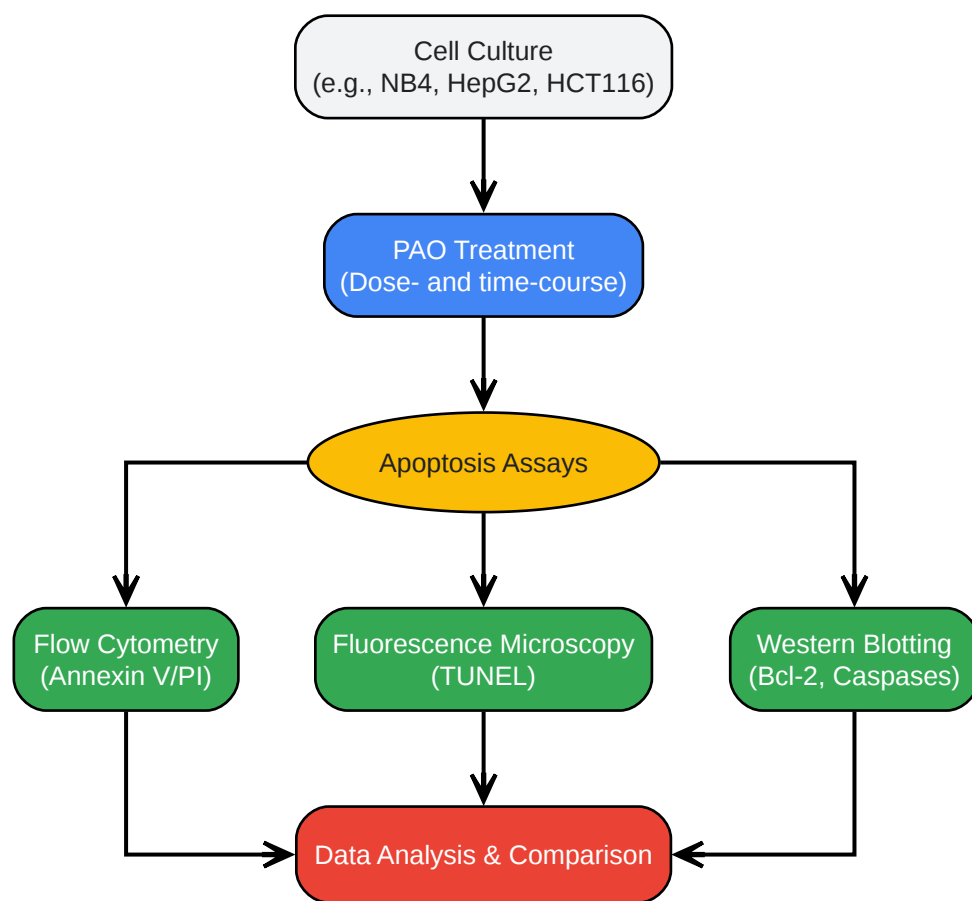 Cell Culture
(e.g., NB4, HepG2, HCT116)
PAO Treatment
(Dose- and time-course)
Apoptosis Assays
Flow Cytometry
(Annexin V/PI)
Fluorescence Microscopy
(TUNEL)
Western Blotting
(Bcl-2, Caspases)
Data Analysis & Comparison